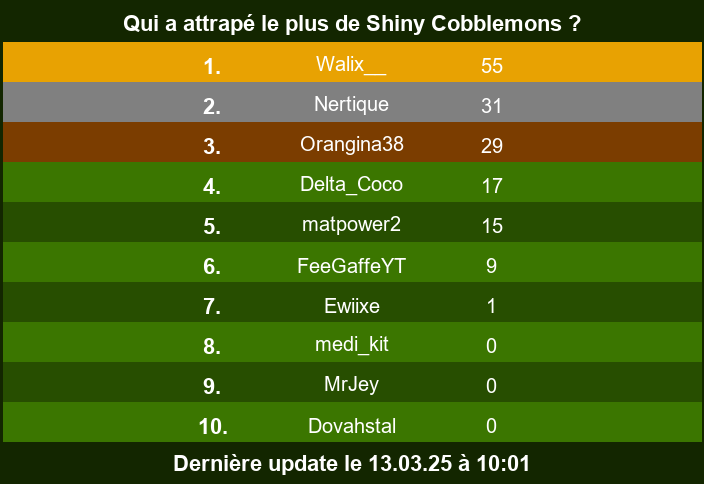 Qui a attrapé le plus de Shiny Cobblemons ?
1. Walix__ 55
2. Nertique 31
3. Orangina38 29
4. Delta_Coco 17
5. matpower2 15
6. FeeGaffeYT 9
7. Ewiixe 1
8. medi_kit 0
9. MrJey 0
10. Dovahstal 0
Dernière update le 13.03.25 à 10:01